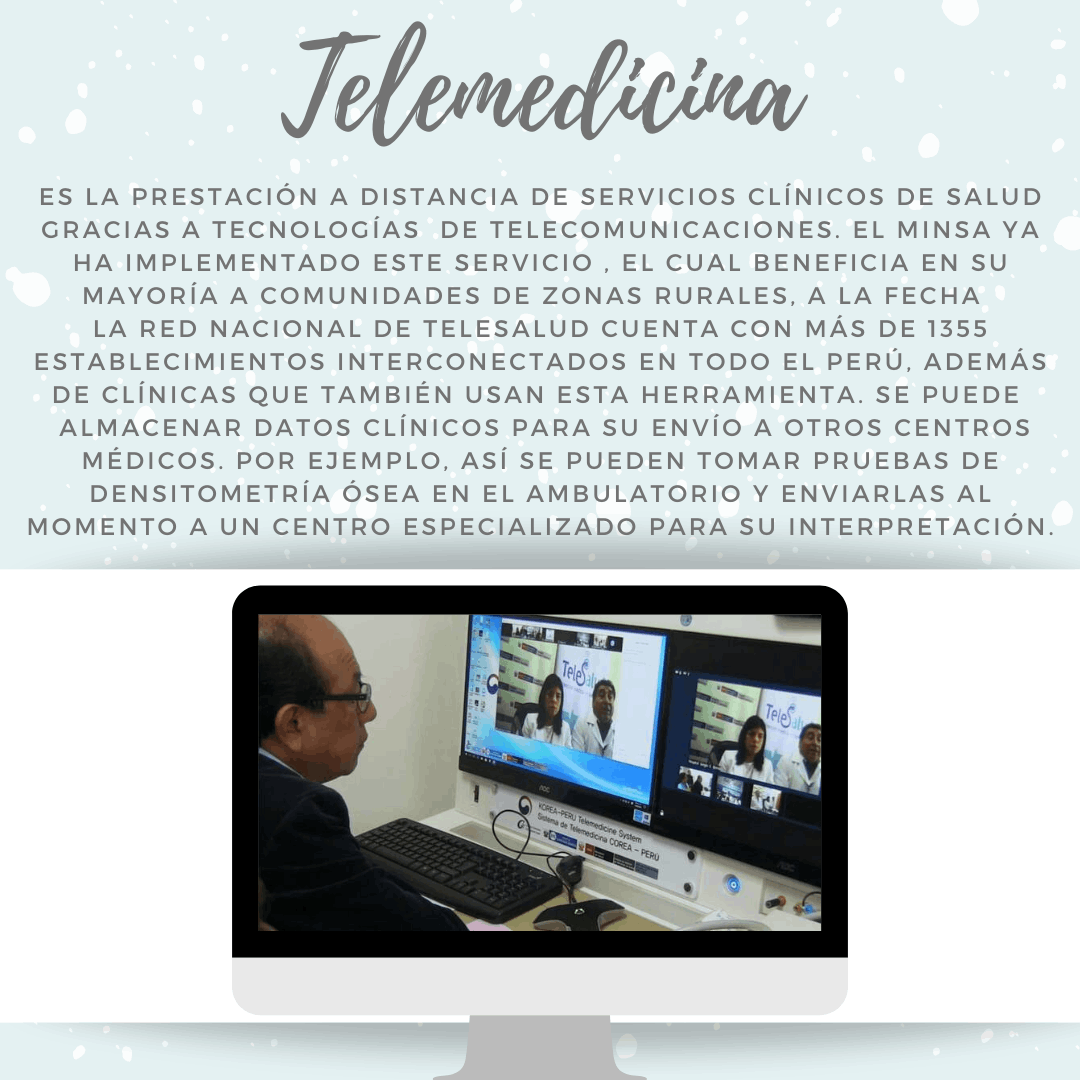 Telemedicina
ES LA PRESTACIÓN A DISTANCIA DE SERVICIOS CLÍNICOS DE SALUD
GRACIAS A TECNOLOGÍAS DE TELECOMUNICACIONES. EL MINSA YA
HA IMPLEMENTADO ESTE SERVICIO , EL CUAL BENEFICIA EN SU
MAYORÍA A COMUNIDADES DE ZONAS RURALES, A LA FECHA
LA RED NACIONAL DE TELESALUD CUENTA CON MÁS DE 1355
ESTABLECIMIENTOS INTERCONECTADOS EN TODO EL PERÚ, ADEMÁS
DE CLÍNICAS QUE TAMBIÉN USAN ESTA HERRAMIENTA. SE PUEDE
ALMACENAR DATOS CLÍNICOS PARA SU ENVÍO A OTROS CENTROS
MÉDICOS. POR EJEMPLO, ASÍ SE PUEDEN TOMAR PRUEBAS DE
DENSITOMETRÍA ÓSEA EN EL AMBULATORIO Y ENVIARLAS AL
MOMENTO A UN CENTRO ESPECIALIZADO PARA SU INTERPRETACIÓN.
TeleSalud
TeleSalu
AOC
AOC
KOREA-PERU Telemedicine System
Sistema de Telemedicina COREA - PERÚ